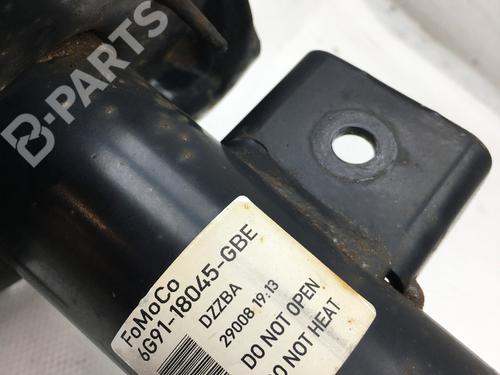 B-PARTS
FoMoCo
6G91-18045-GBE
DZZBA
29008 19:13
DO NOT OPEN
DO NOT HEAT